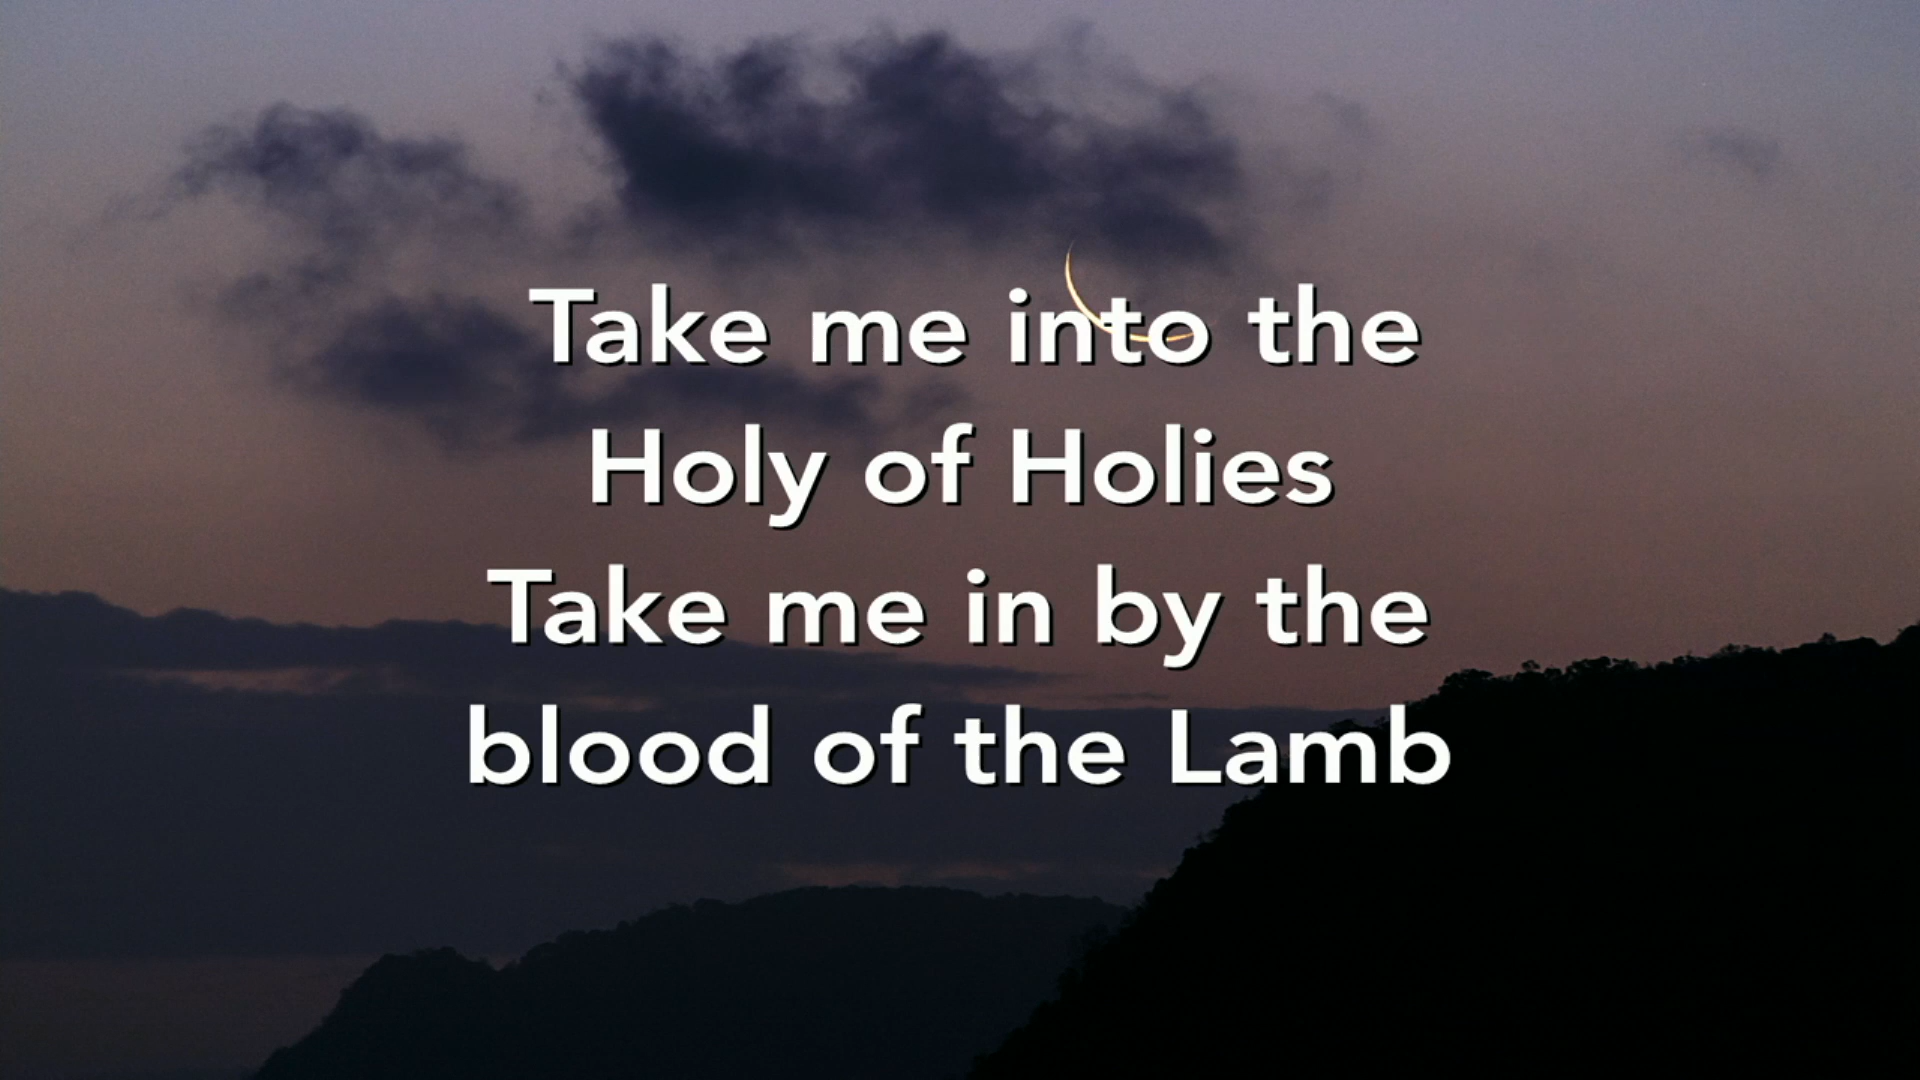 Take me into the
Holy of Holies
Take me in by the
blood of the Lamb